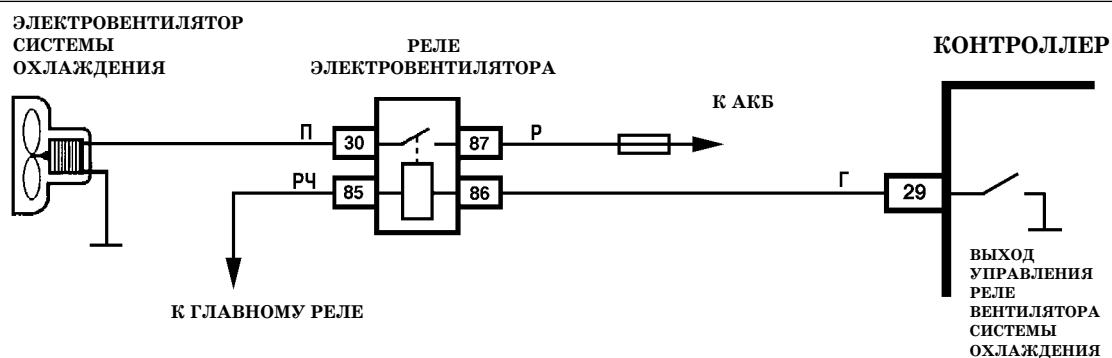 ЭЛЕКТРОВЕНТИЛЯТОР
СИСТЕМЫ
ОХЛАЖДЕНИЯ
РЕЛЕ
ЭЛЕКТРОВЕНТИЛЯТОРА
КОНТРОЛЛЕР
К АКБ
П
30
87
Р
РЧ
85
86
Г
29
К ГЛАВНОМУ РЕЛЕ
ВЫХОД
УПРАВЛЕНИЯ
РЕЛЕ
ВЕНТИЛЯТОРА
СИСТЕМЫ
ОХЛАЖДЕНИЯ